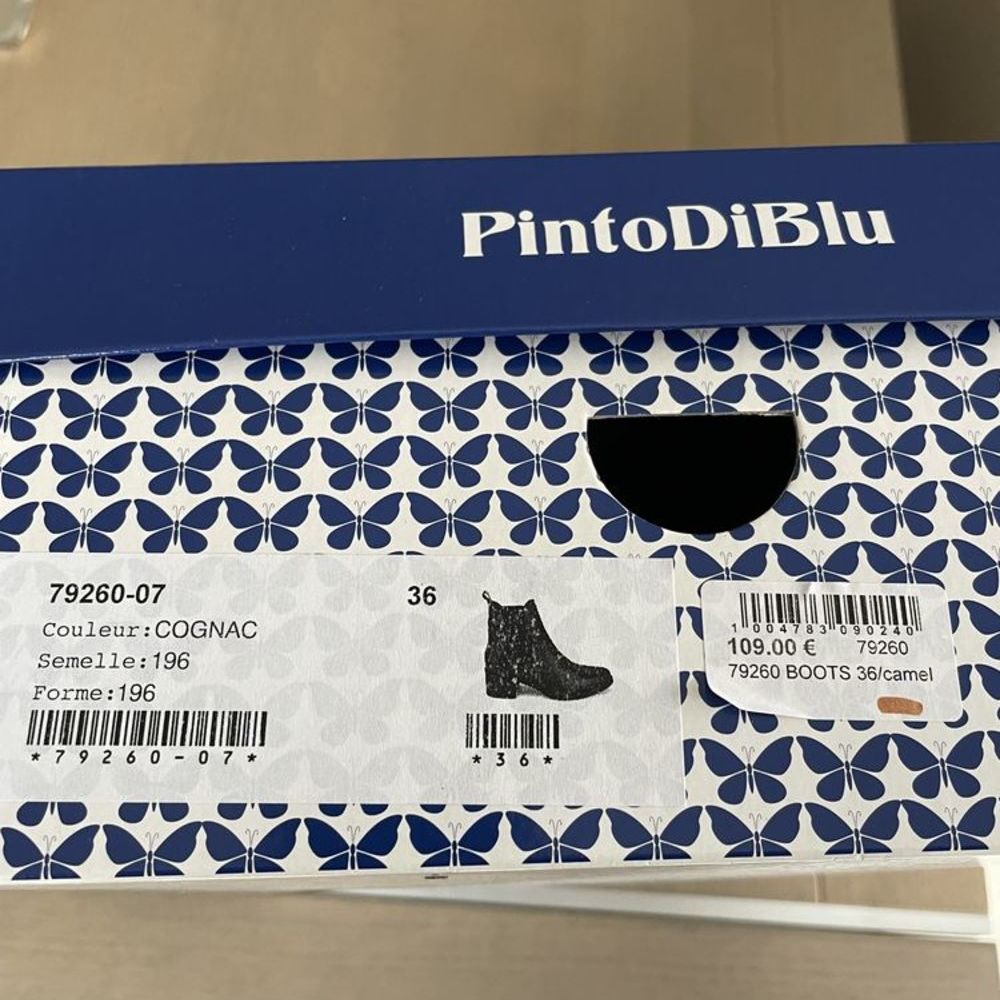 PintoDiBlu
79260-07
36
Couleur:COGNAC
Semelle:196
Forme:196
*79260-07*
*36*
1 004783 090240
109.00 € 79260
79260 BOOTS 36/camel